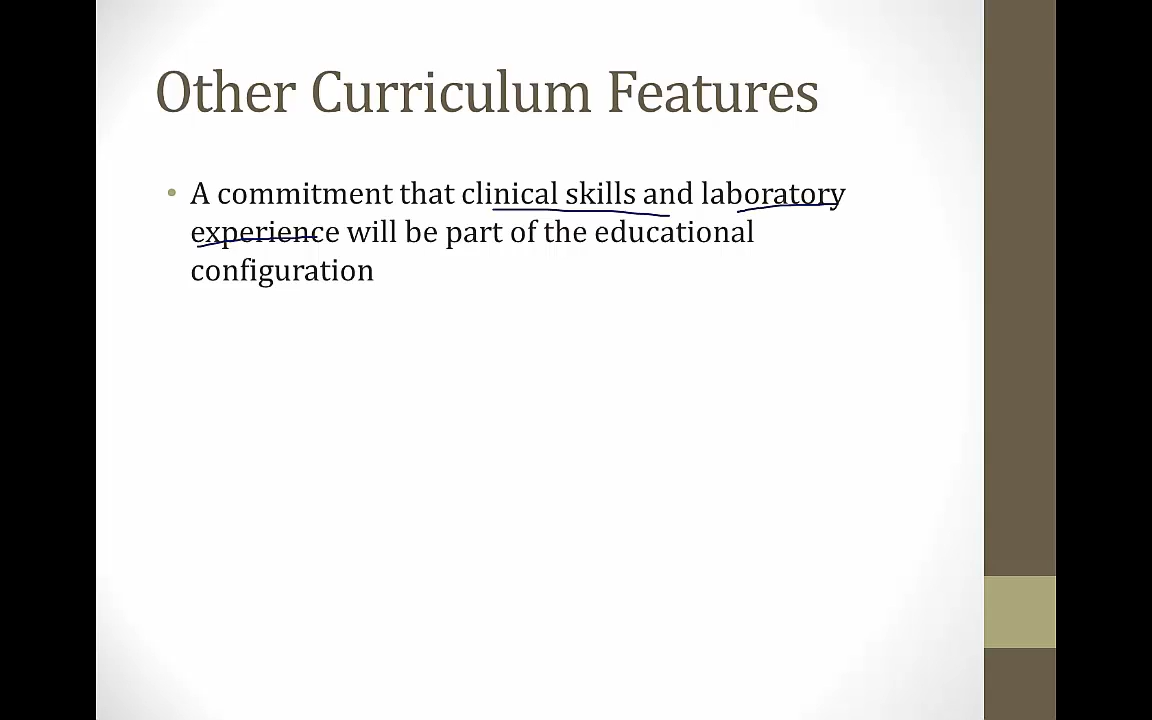 Other Curriculum Features
• A commitment that clinical skills and laboratory
experience will be part of the educational
configuration